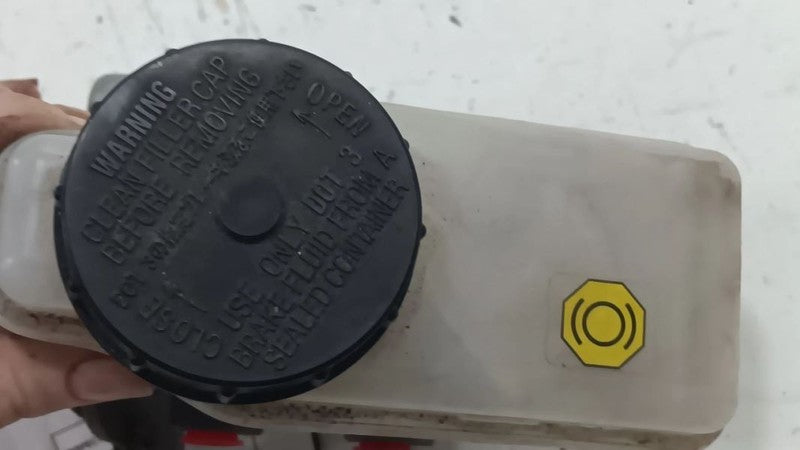 WARNING
CLEAN FILLER CAP
BEFORE REMOVING
OPEN
CLOSE
USE ONLY DOT 3
BRAKE FLUID FROM A
SEALED CONTAINER